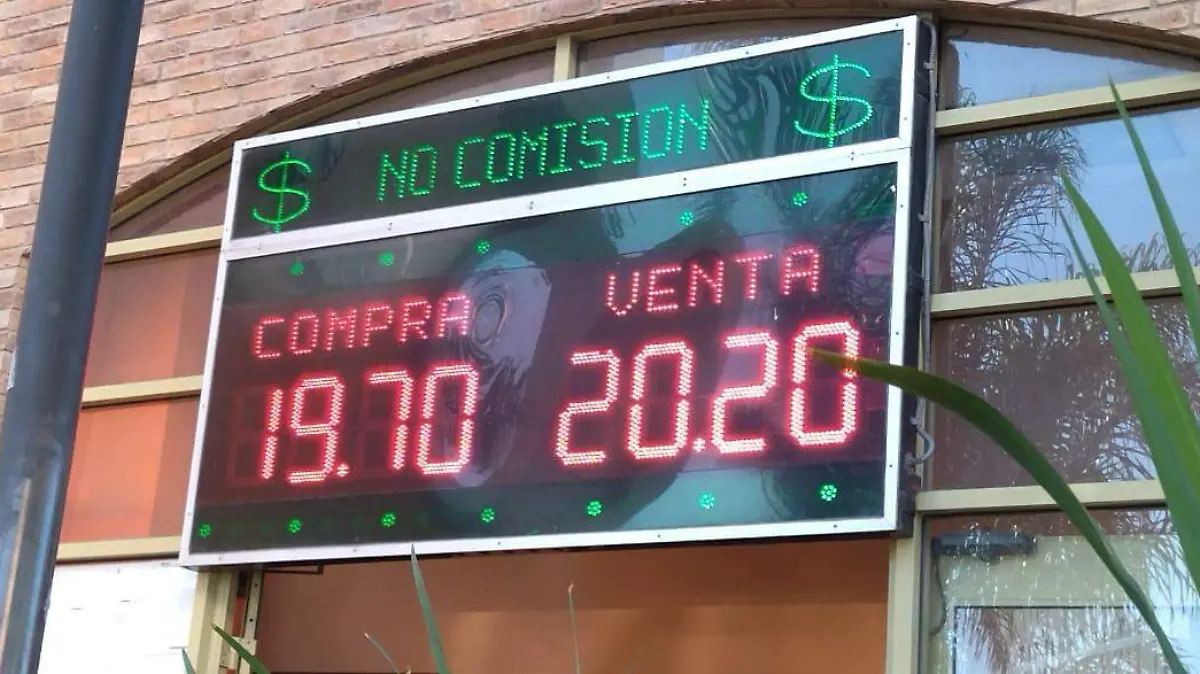 $ NO COMISION $
COMPRA VENTA
19.70 20.20